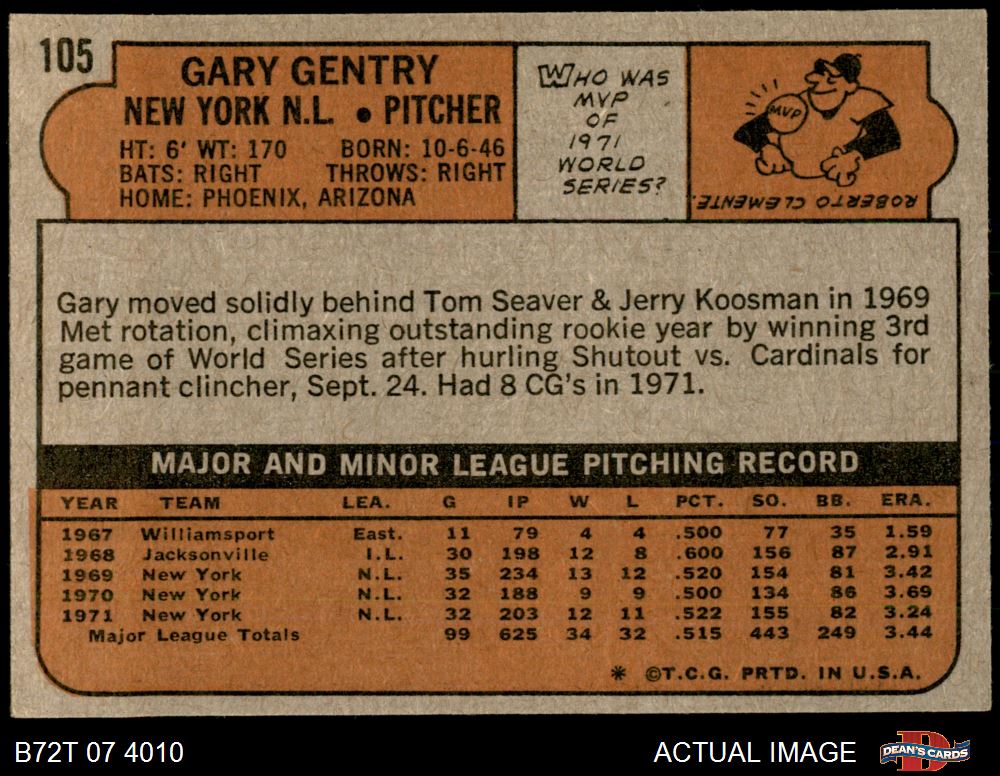 105
GARY GENTRY
NEW YORK N.L. • PITCHER
HT: 6' WT: 170 BORN: 10-6-46
BATS: RIGHT THROWS: RIGHT
HOME: PHOENIX, ARIZONA
WHO WAS
MVP
OF
1971
WORLD
SERIES?
MVP
ROBERTO CLEMENTE.
Gary moved solidly behind Tom Seaver & Jerry Koosman in 1969
Met rotation, climaxing outstanding rookie year by winning 3rd
game of World Series after hurling Shutout vs. Cardinals for
pennant clincher, Sept. 24. Had 8 CG's in 1971.
MAJOR AND MINOR LEAGUE PITCHING RECORD
YEAR TEAM LEA. G IP W L PCT. SO. BB. ERA.
1967 Williamsport East. 11 79 4 4 .500 77 35 1.59
1968 Jacksonville I.L. 30 198 12 8 .600 156 87 2.91
1969 New York N.L. 35 234 13 12 .520 154 81 3.42
1970 New York N.L. 32 188 9 9 .500 134 86 3.69
1971 New York N.L. 32 203 12 11 .522 155 82 3.24
Major League Totals 99 625 34 32 .515 443 249 3.44
* ©T.C.G. PRTD. IN U.S.A.
B72T 07 4010 ACTUAL IMAGE
D
DEAN'S CARDS